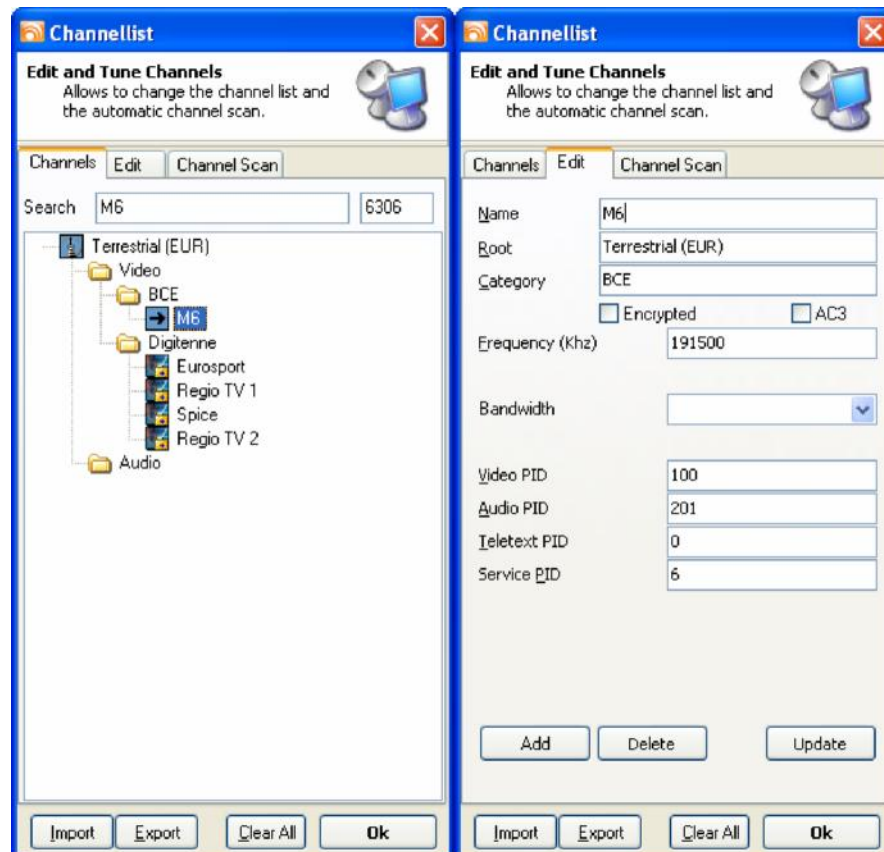 Channellist
Edit and Tune Channels
Allows to change the channel list and
the automatic channel scan.
Channels Edit Channel Scan
Search M6 6306
Terrestrial (EUR)
Video
BCE
M6
Digitenne
Eurosport
Regio TV 1
Spice
Regio TV 2
Audio
Import Export Clear All Ok
Channellist
Edit and Tune Channels
Allows to change the channel list and
the automatic channel scan.
Channels Edit Channel Scan
Name M6
Root Terrestrial (EUR)
Category BCE
Encrypted AC3
Frequency (Khz) 191500
Bandwidth
Video PID 100
Audio PID 201
Teletext PID 0
Service PID 6
Add Delete Update
Import Export Clear All Ok